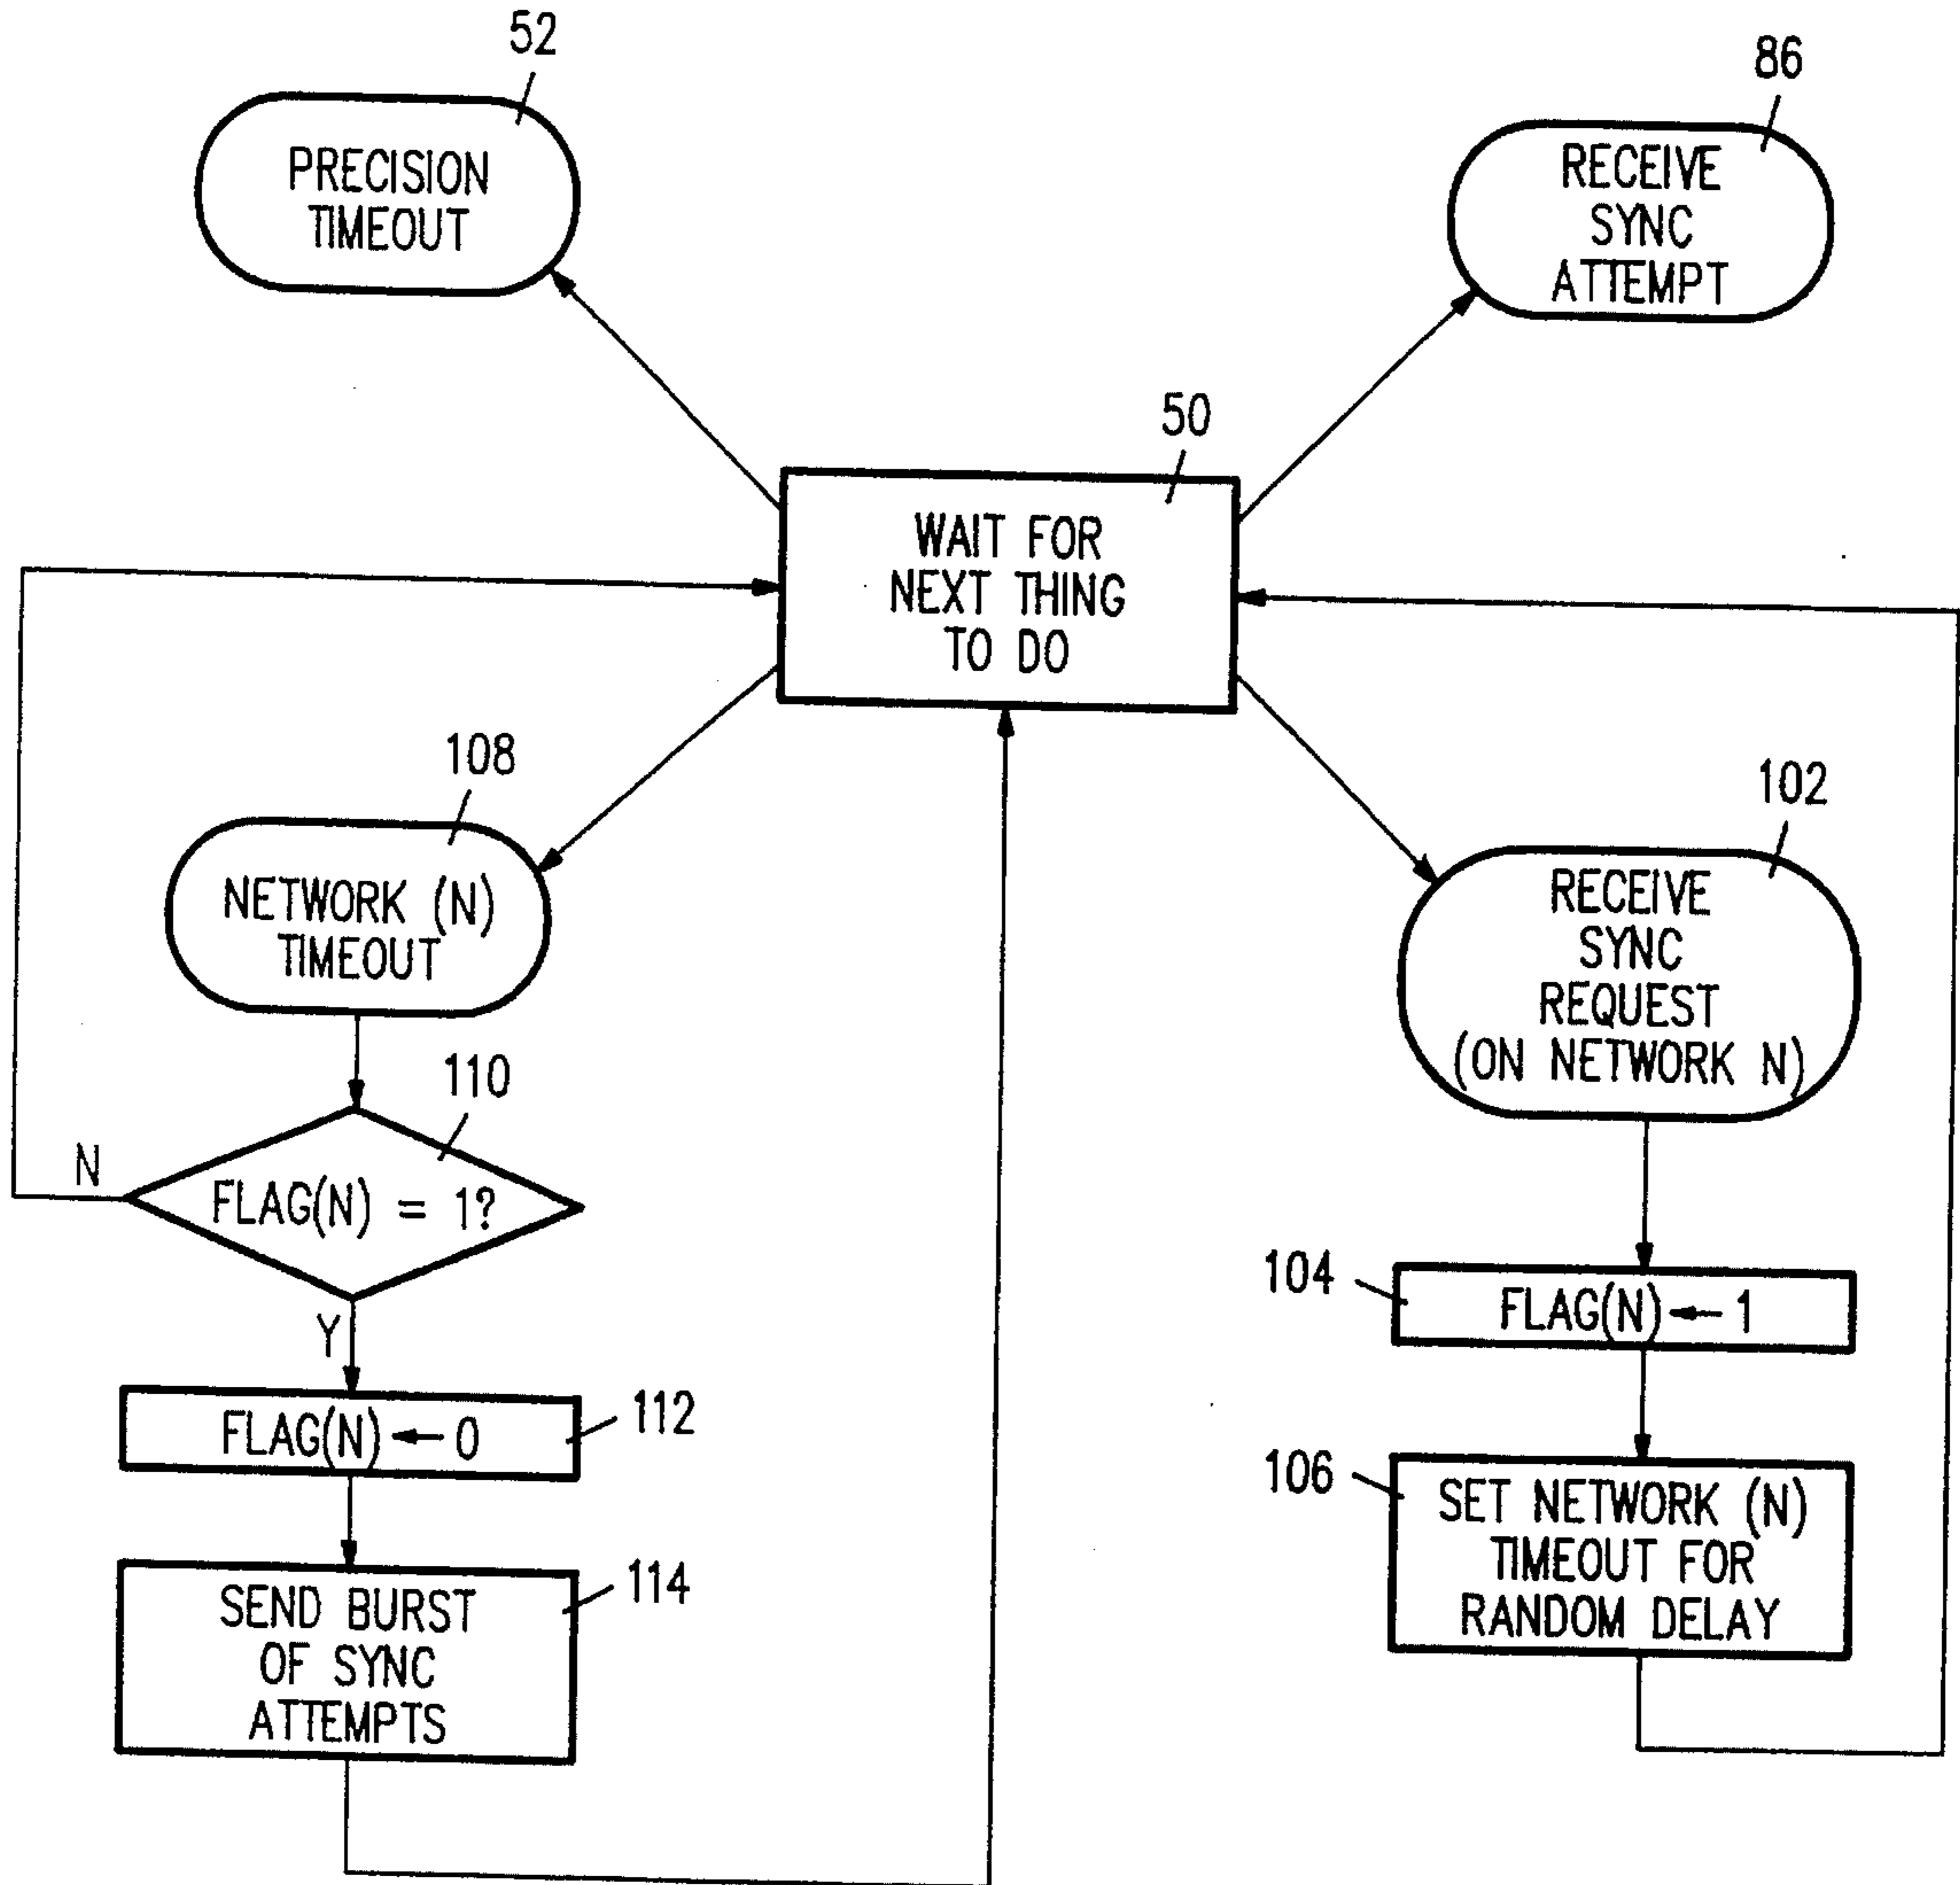 52
PRECISION
TIMEOUT
86
RECEIVE
SYNC
ATTEMPT
50
WAIT FOR
NEXT THING
TO DO
108
NETWORK (N)
TIMEOUT
102
RECEIVE
SYNC
REQUEST
(ON NETWORK N)
110
N
FLAG(N) = 1?
Y
104
FLAG(N) ← 1
112
FLAG(N) ← 0
106
SET NETWORK (N)
TIMEOUT FOR
RANDOM DELAY
114
SEND BURST
OF SYNC
ATTEMPTS